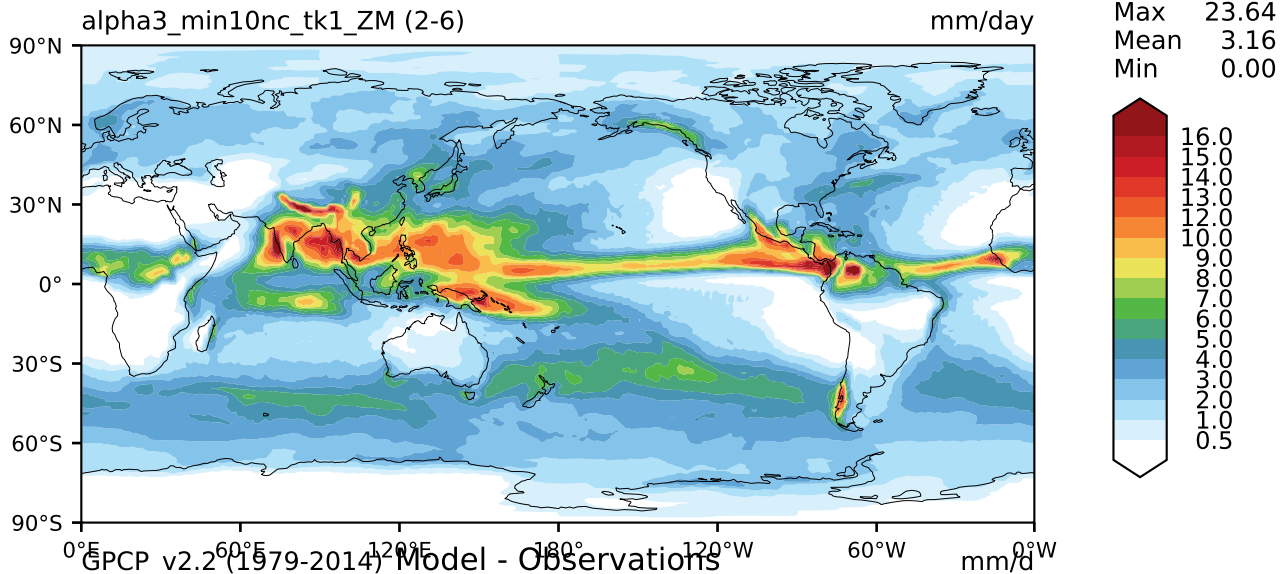 alpha3_min10nc_tk1_ZM (2-6)
mm/day
Max 23.64
Mean 3.16
Min 0.00
90°N
60°N
30°N
0°
30°S
60°S
90°S
0°E 60°E 120°E 180° 120°W 60°W 0°W
GPCP v2.2 (1979-2014) Model - Observations mm/d
16.0
15.0
14.0
13.0
12.0
10.0
9.0
8.0
7.0
6.0
5.0
4.0
3.0
2.0
1.0
0.5